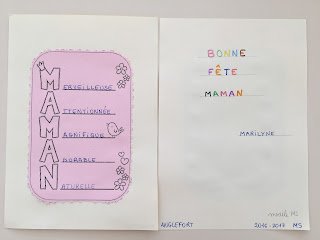 MERVEILLEUSE
ATTENTIONNÉE
MAGNIFIQUE
ADORABLE
NATURELLE
BONNE
FÊTE
MAMAN
MARILYNE
ANGLEFORT
2016-2017 MS